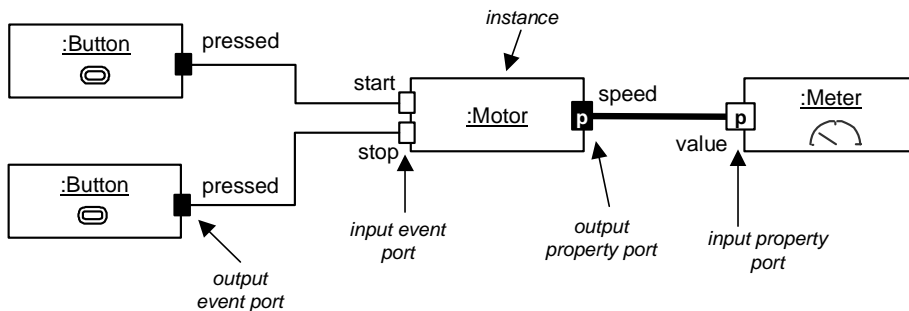 instance
:Button
pressed
start
:Motor
p
speed
p
:Meter
value
stop
:Button
pressed
input event
port
output
property port
input property
port
output
event port